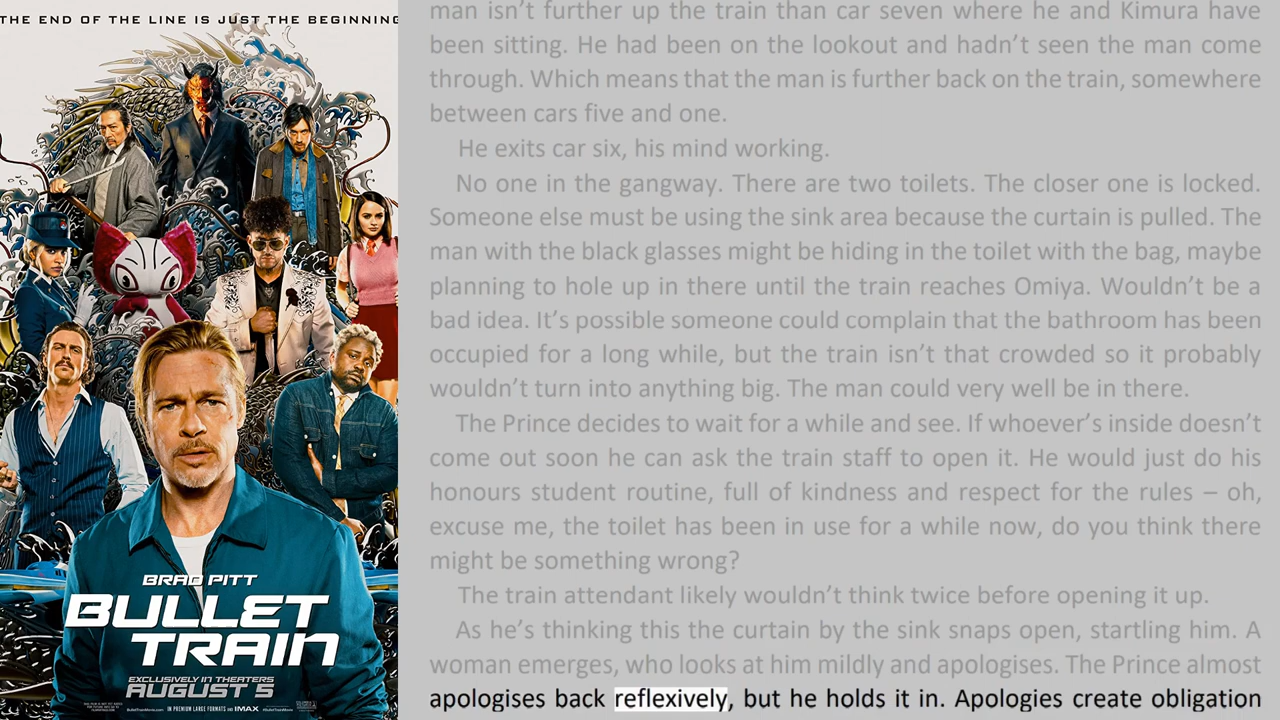 THE END OF THE LINE IS JUST THE BEGINNING
BRAD PITT
BULLET
TRAIN
EXCLUSIVELY IN THEATERS
AUGUST 5
IN PREMIUM LARGE FORMATS AND IMAX
man isn’t further up the train than car seven where he and Kimura have
been sitting. He had been on the lookout and hadn’t seen the man come
through. Which means that the man is further back on the train, somewhere
between cars five and one.
He exits car six, his mind working.
No one in the gangway. There are two toilets. The closer one is locked.
Someone else must be using the sink area because the curtain is pulled. The
man with the black glasses might be hiding in the toilet with the bag, maybe
planning to hole up in there until the train reaches Omiya. Wouldn’t be a
bad idea. It’s possible someone could complain that the bathroom has been
occupied for a long while, but the train isn’t that crowded so it probably
wouldn’t turn into anything big. The man could very well be in there.
The Prince decides to wait for a while and see. If whoever’s inside doesn’t
come out soon he can ask the train staff to open it. He would just do his
honours student routine, full of kindness and respect for the rules – oh,
excuse me, the toilet has been in use for a while now, do you think there
might be something wrong?
The train attendant likely wouldn’t think twice before opening it up.
As he’s thinking this the curtain by the sink snaps open, startling him. A
woman emerges, who looks at him mildly and apologises. The Prince almost
apologises back reflexively, but he holds it in. Apologies create obligation